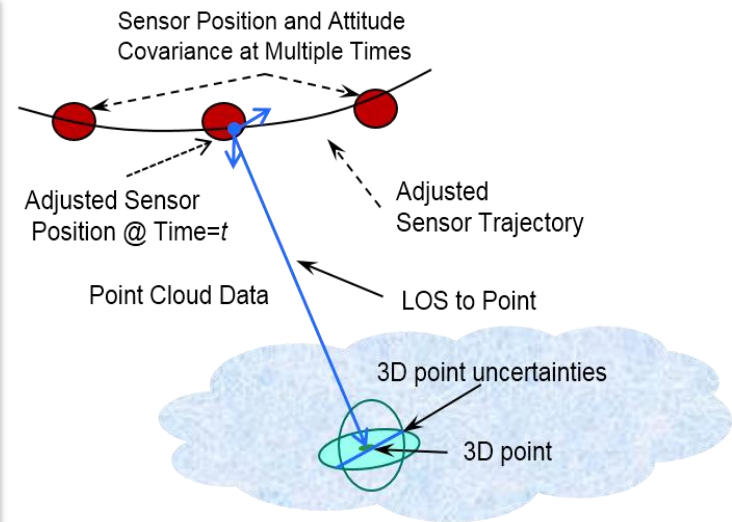 Sensor Position and Attitude
Covariance at Multiple Times
Adjusted Sensor
Position @ Time=t
Adjusted
Sensor Trajectory
Point Cloud Data
LOS to Point
3D point uncertainties
3D point